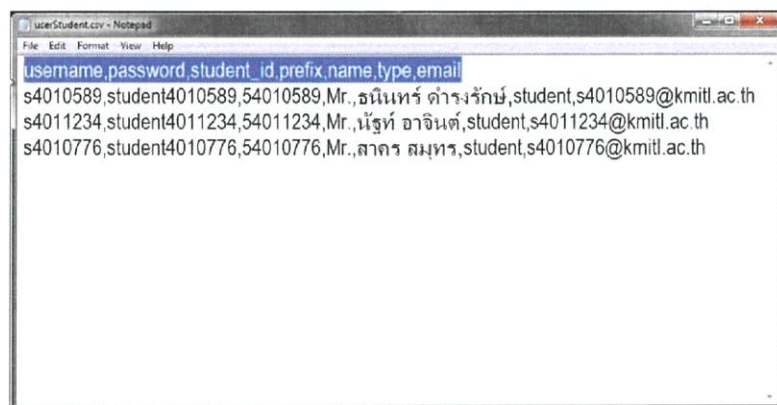 userStudent.csv - Notepad
File Edit Format View Help
username,password,student_id,prefix,name,type,email
s4010589,student4010589,54010589,Mr.,ธนินทร์ ดำรงรักษ์,student,s4010589@kmitl.ac.th
s4011234,student4011234,54011234,Mr.,นัฐท์ อาจินต์,student,s4011234@kmitl.ac.th
s4010776,student4010776,54010776,Mr.,สาคร สมุทร,student,s4010776@kmitl.ac.th